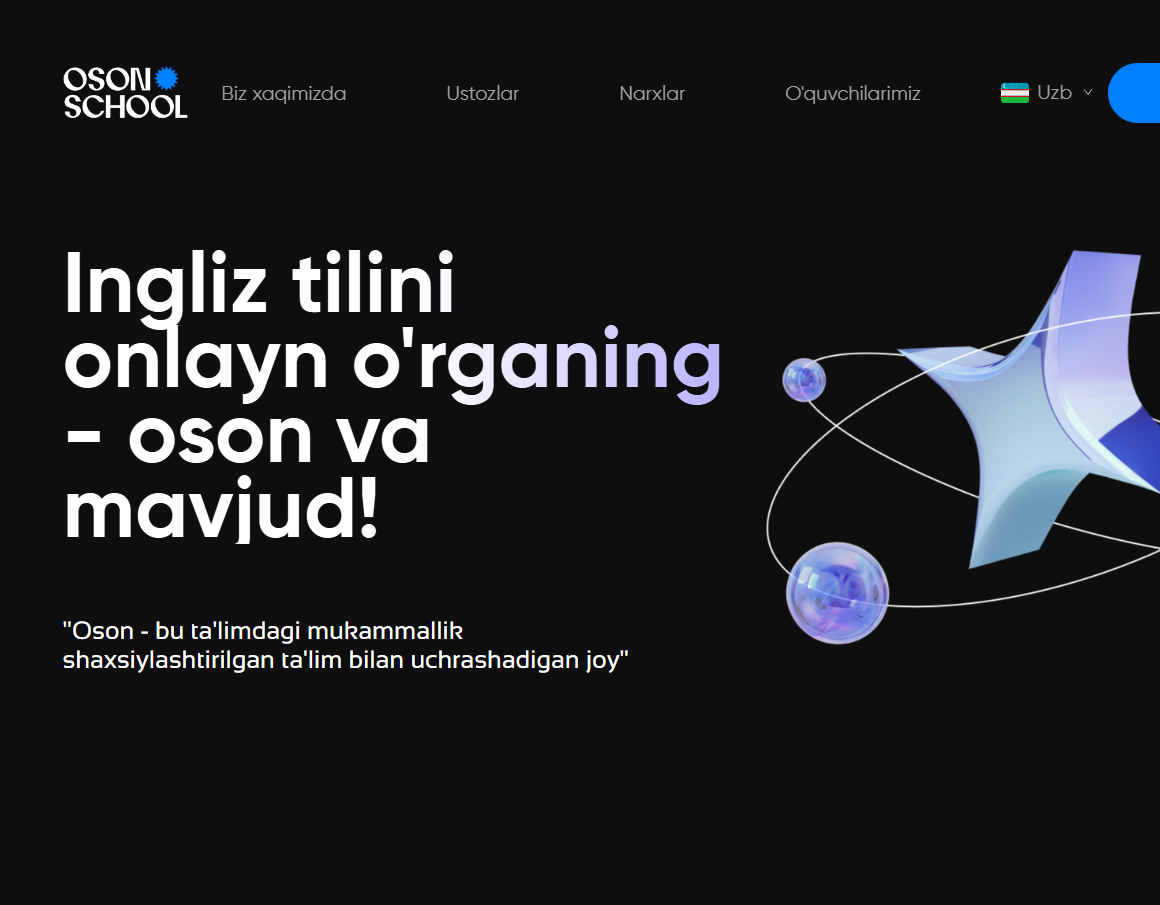 OSON
SCHOOL
Biz xaqimizda
Ustozlar
Narxlar
O'quvchilarimiz
Uzb
Ingliz tilini
onlayn o'rganing
- oson va
mavjud!
"Oson - bu ta'limdagi mukammallik
shaxsiylashtirilgan ta'lim bilan uchrashadigan joy"